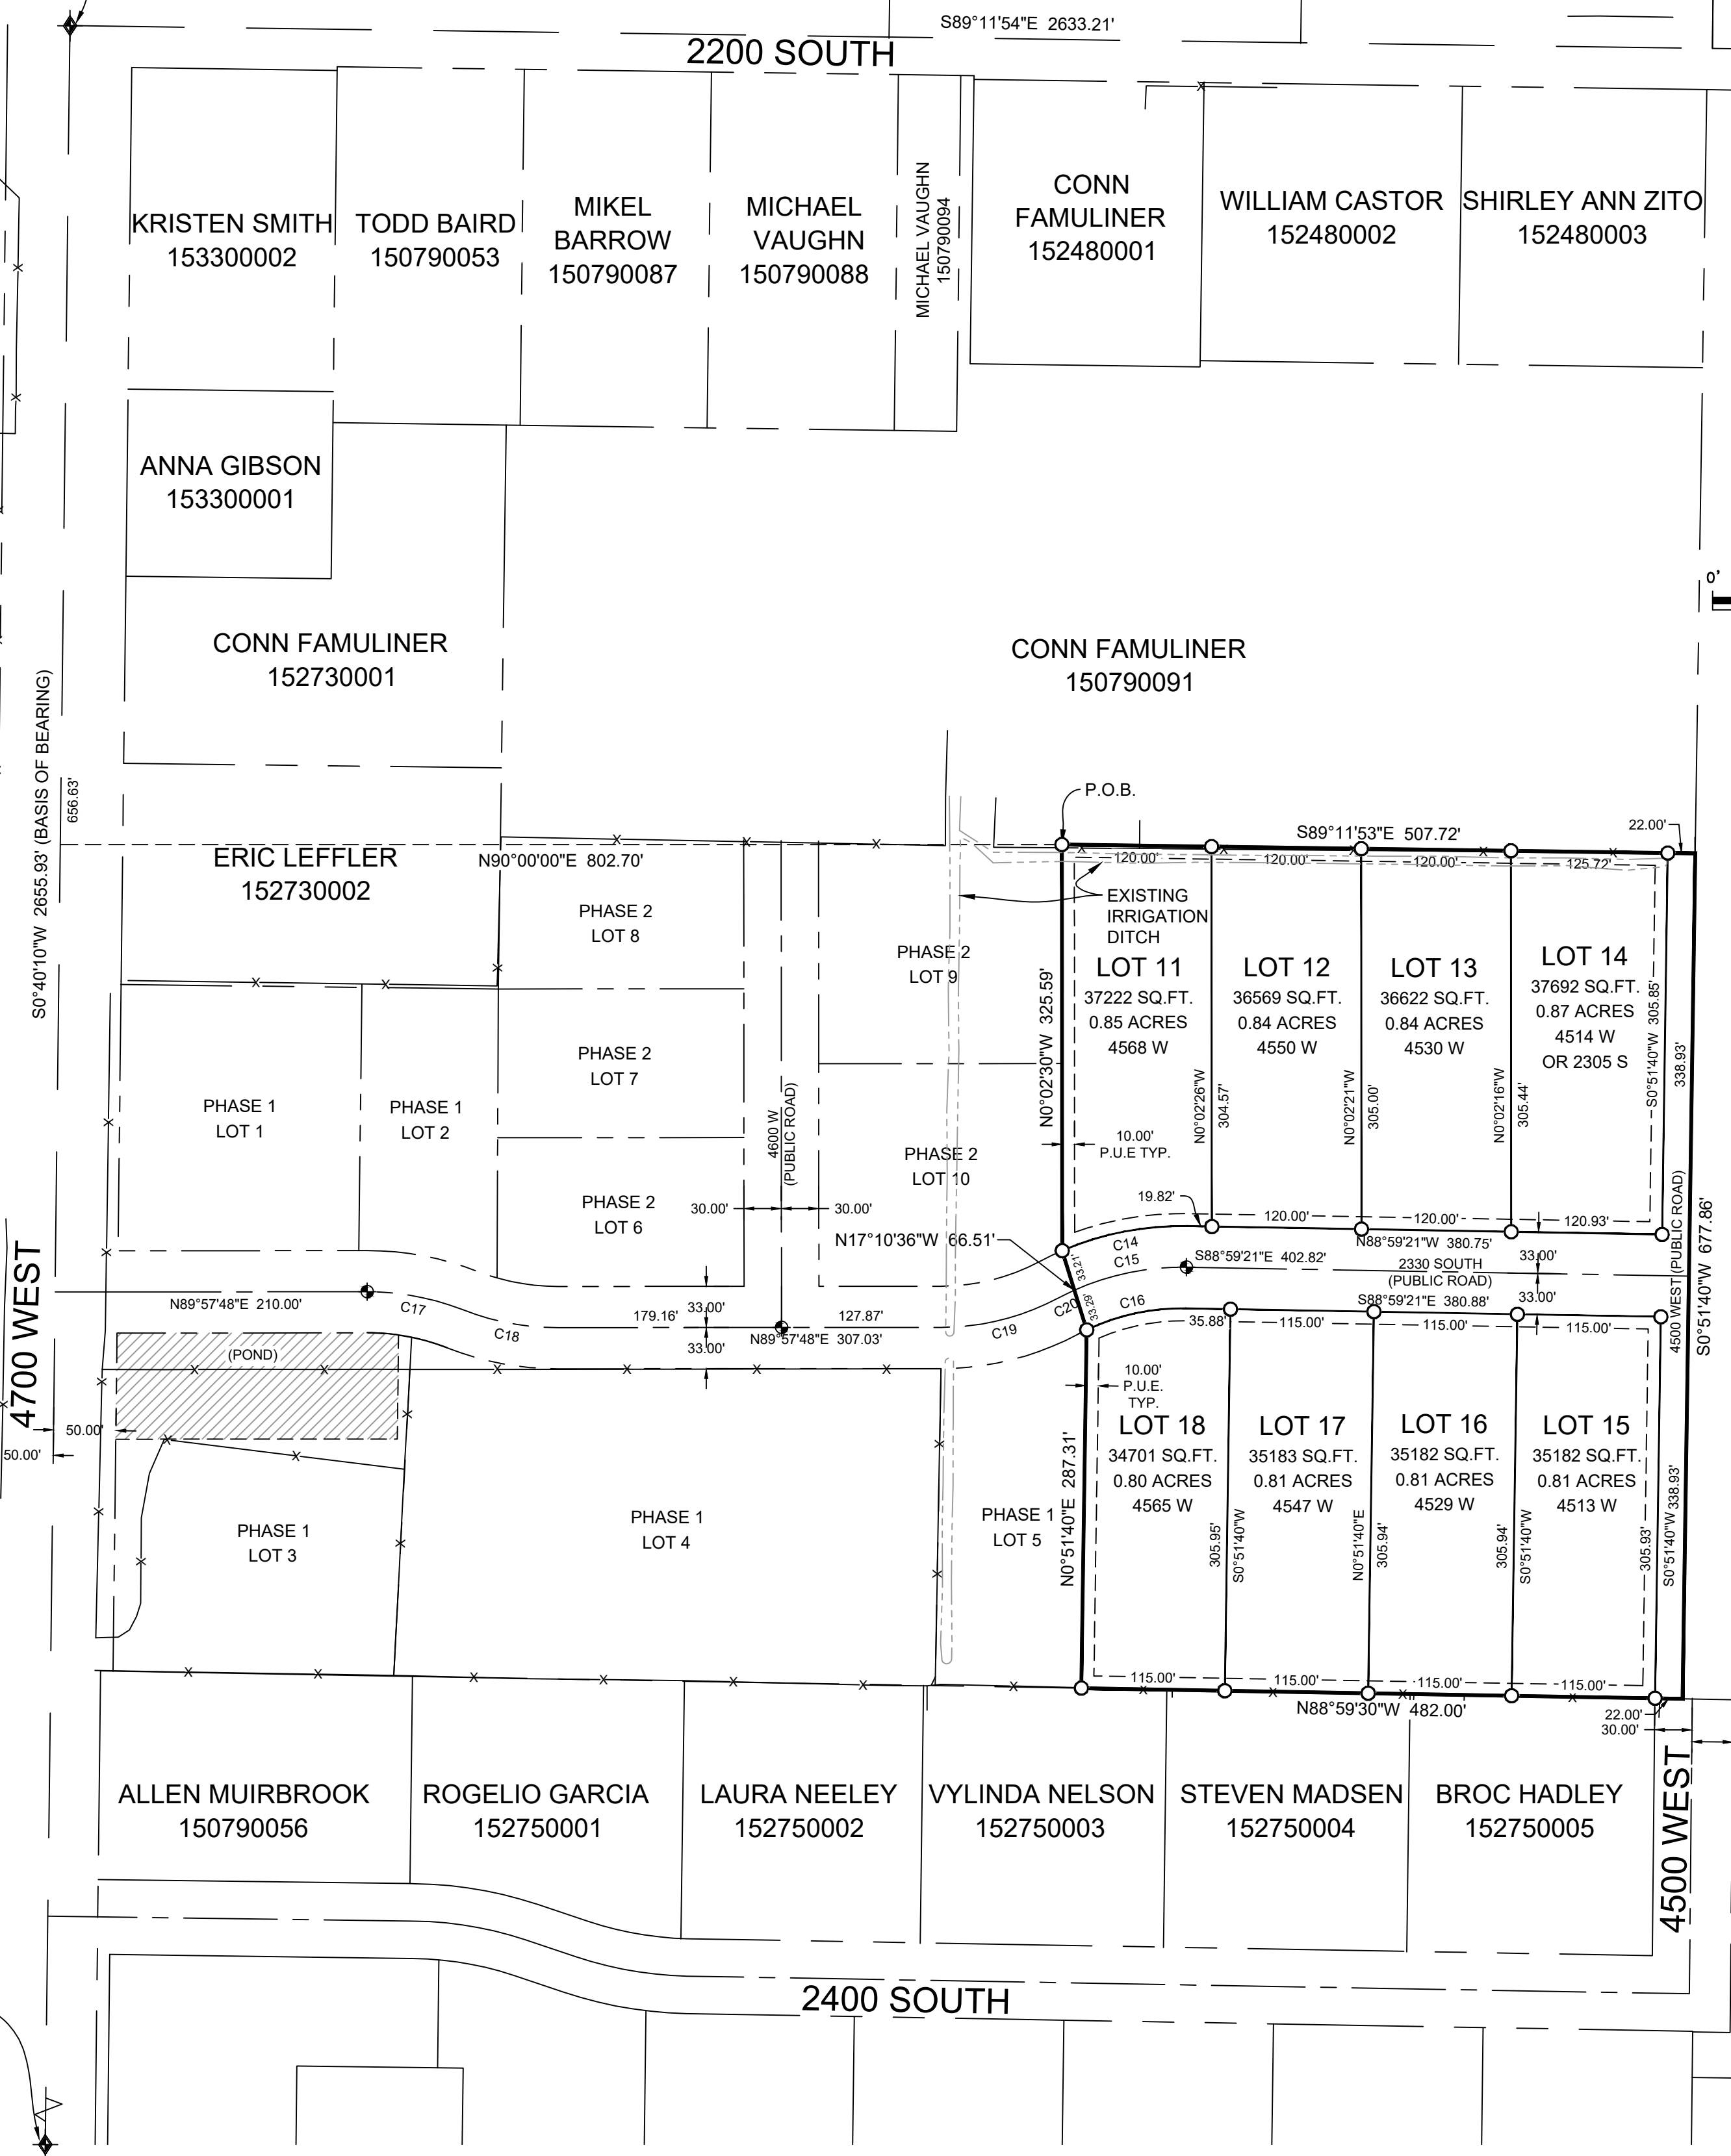 S89°11'54"E 2633.21'
2200 SOUTH
KRISTEN SMITH
153300002
TODD BAIRD
150790053
MIKEL
BARROW
150790087
MICHAEL
VAUGHN
150790088
MICHAEL VAUGHN
150790094
CONN
FAMULINER
152480001
WILLIAM CASTOR
152480002
SHIRLEY ANN ZITO
152480003
ANNA GIBSON
153300001
0'
CONN FAMULINER
152730001
CONN FAMULINER
150790091
S0°40'10"W 2655.93' (BASIS OF BEARING)
656.63'
P.O.B.
S89°11'53"E 507.72'
22.00'
ERIC LEFFLER
152730002
N90°00'00"E 802.70'
120.00'
120.00'
120.00'
125.72'
EXISTING
IRRIGATION
DITCH
PHASE 2
LOT 8
PHASE 2
LOT 9
N0°02'30"W 325.59'
LOT 11
37222 SQ.FT.
0.85 ACRES
4568 W
LOT 12
36569 SQ.FT.
0.84 ACRES
4550 W
LOT 13
36622 SQ.FT.
0.84 ACRES
4530 W
LOT 14
37692 SQ.FT.
0.87 ACRES
4514 W
OR 2305 S
S0°51'40"W 305.85'
338.93'
PHASE 1
LOT 1
PHASE 1
LOT 2
PHASE 2
LOT 7
4600 W
(PUBLIC ROAD)
N0°02'26"W
304.57'
N0°02'21"W
305.00'
N0°02'16"W
305.44'
10.00'
P.U.E TYP.
PHASE 2
LOT 10
PHASE 2
LOT 6
30.00'
30.00'
19.82'
120.00'
120.00'
120.93'
N17°10'36"W 66.51'
C14
C15
N88°59'21"W 380.75'
S88°59'21"E 402.82'
2330 SOUTH
(PUBLIC ROAD)
33.00'
33.00'
4500 WEST (PUBLIC ROAD)
S0°51'40"W 677.86'
33.21'
33.29'
C20
C16
S88°59'21"E 380.88'
4700 WEST
N89°57'48"E 210.00'
C17
C18
179.16'
33.00'
33.00'
127.87'
N89°57'48"E 307.03'
C19
35.88'
115.00'
115.00'
115.00'
(POND)
50.00'
50.00'
10.00'
P.U.E.
TYP.
LOT 18
34701 SQ.FT.
0.80 ACRES
4565 W
LOT 17
35183 SQ.FT.
0.81 ACRES
4547 W
LOT 16
35182 SQ.FT.
0.81 ACRES
4529 W
LOT 15
35182 SQ.FT.
0.81 ACRES
4513 W
PHASE 1
LOT 3
PHASE 1
LOT 4
PHASE 1
LOT 5
N0°51'40"E 287.31'
305.95'
S0°51'40"W
N0°51'40"E
305.94'
305.94'
S0°51'40"W
305.93'
S0°51'40"W 338.93'
115.00'
115.00'
115.00'
115.00'
N88°59'30"W 482.00'
22.00'
30.00'
ALLEN MUIRBROOK
150790056
ROGELIO GARCIA
152750001
LAURA NEELEY
152750002
VYLINDA NELSON
152750003
STEVEN MADSEN
152750004
BROC HADLEY
152750005
4500 WEST
2400 SOUTH